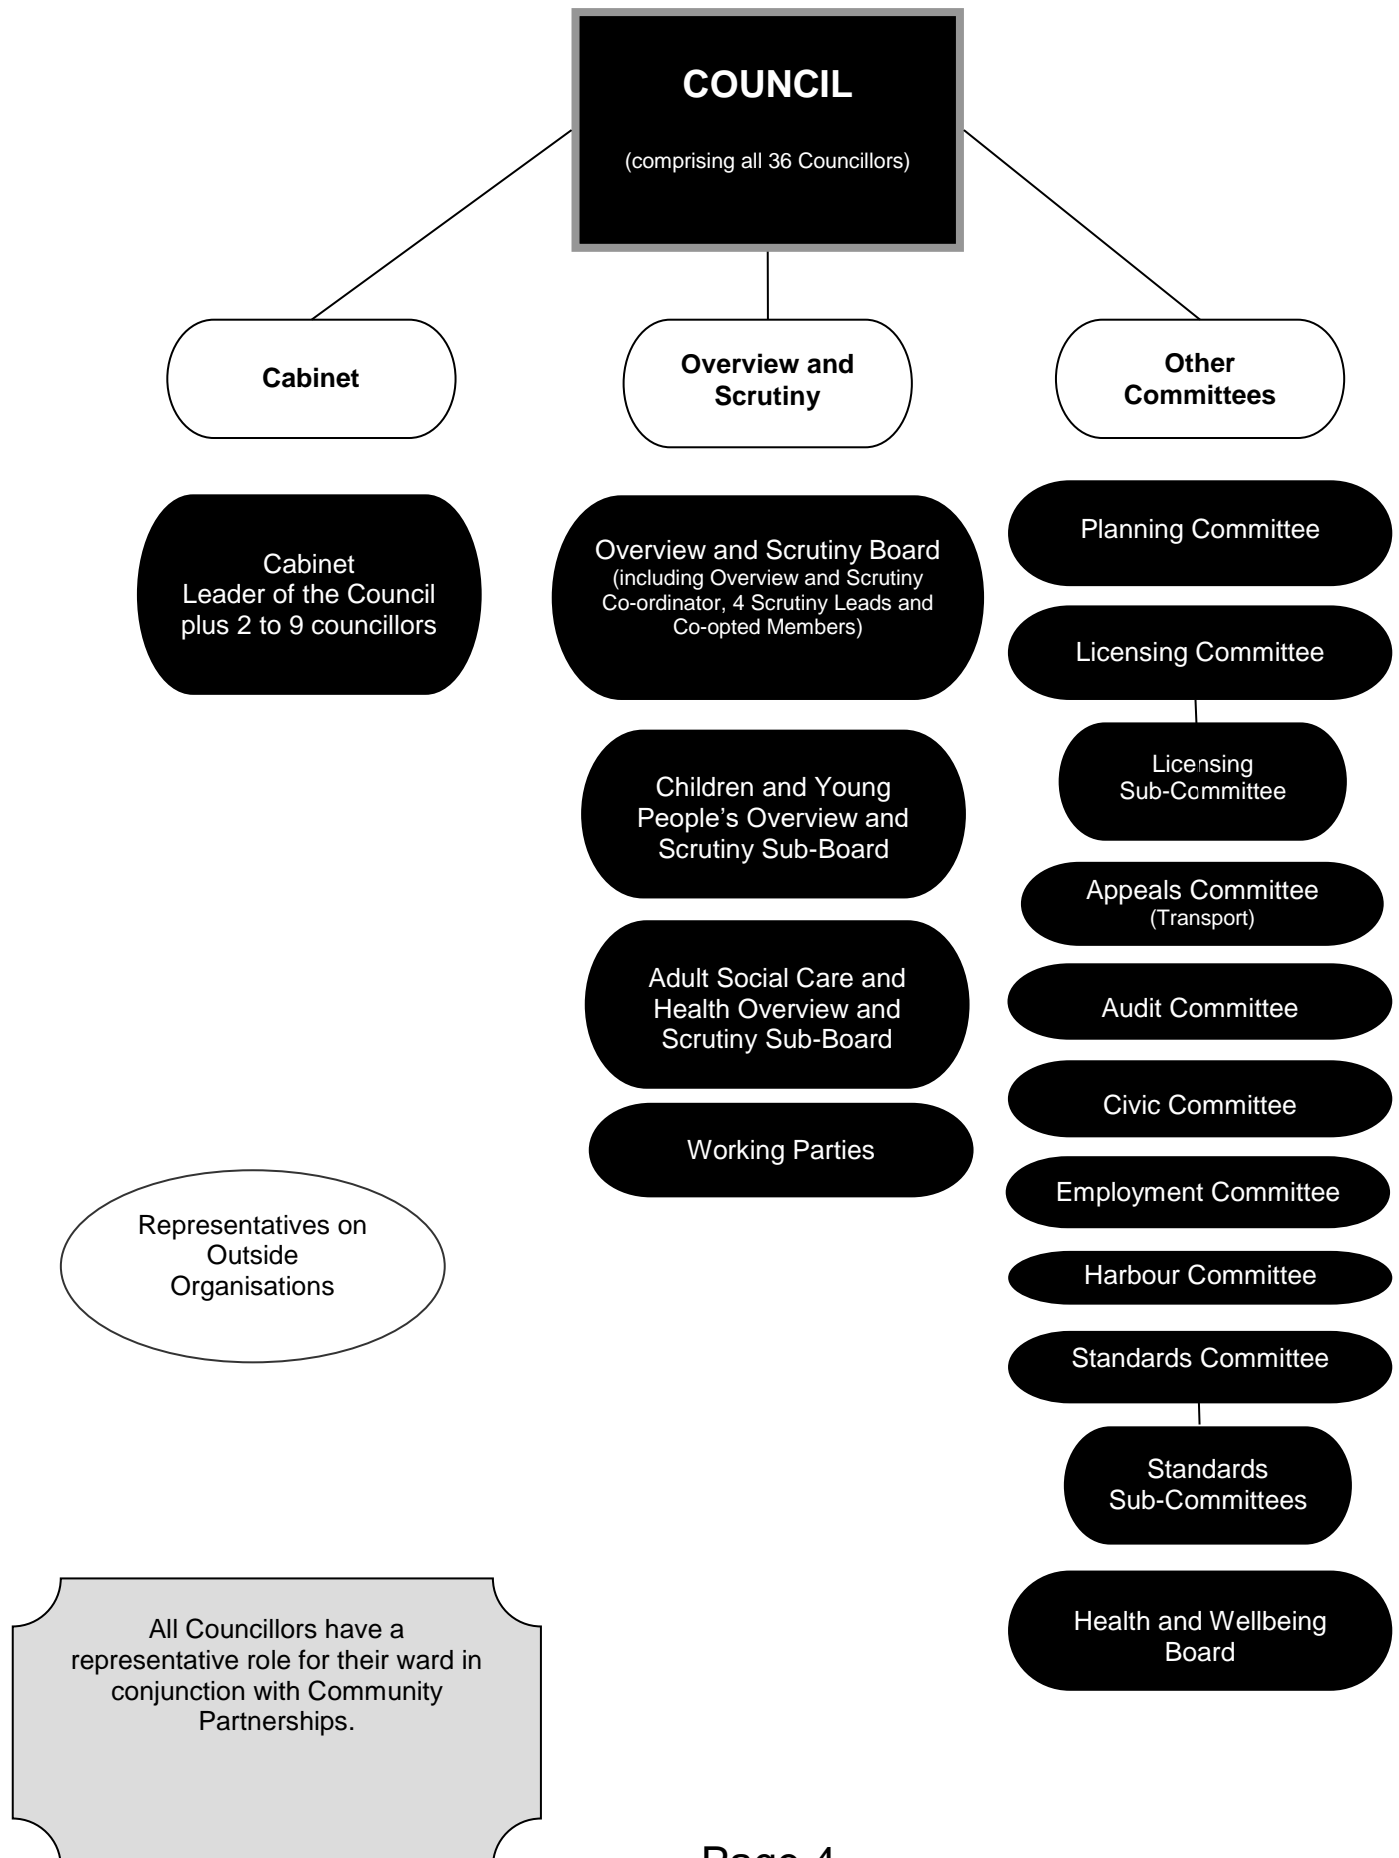 COUNCIL
(comprising all 36 Councillors)
Cabinet
Overview and
Scrutiny
Other
Committees
Cabinet
Leader of the Council
plus 2 to 9 councillors
Overview and Scrutiny Board
(including Overview and Scrutiny
Co-ordinator, 4 Scrutiny Leads and
Co-opted Members)
Children and Young
People’s Overview and
Scrutiny Sub-Board
Adult Social Care and
Health Overview and
Scrutiny Sub-Board
Working Parties
Planning Committee
Licensing Committee
Licensing
Sub-Committee
Appeals Committee
(Transport)
Audit Committee
Civic Committee
Employment Committee
Harbour Committee
Standards Committee
Standards
Sub-Committees
Health and Wellbeing
Board
Representatives on
Outside
Organisations
All Councillors have a
representative role for their ward in
conjunction with Community
Partnerships.
Page 4